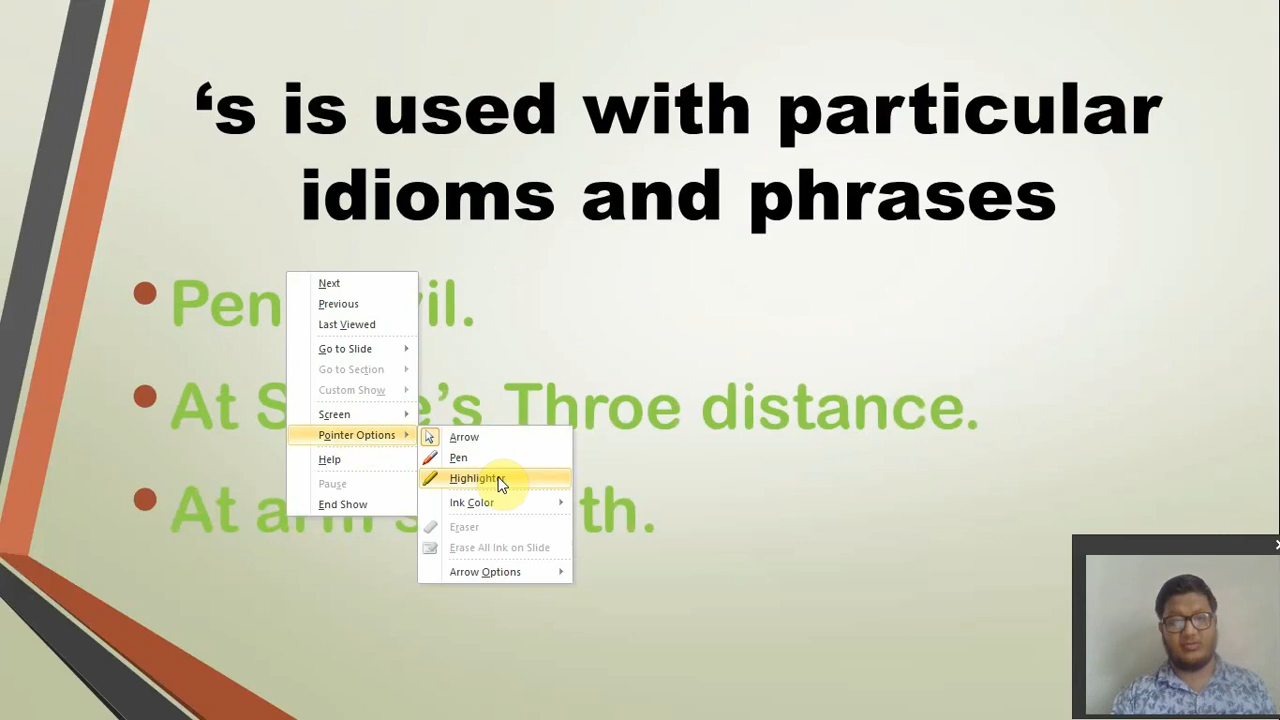 ‘s is used with particular
idioms and phrases
• Pen
il.
• At S
e’s Throe distance.
• At
th.
Next
Previous
Last Viewed
Go to Slide
Go to Section
Custom Show
Screen
Pointer Options
Help
Pause
End Show
Arrow
Pen
Highlighter
Ink Color
Eraser
Erase All Ink on Slide
Arrow Options